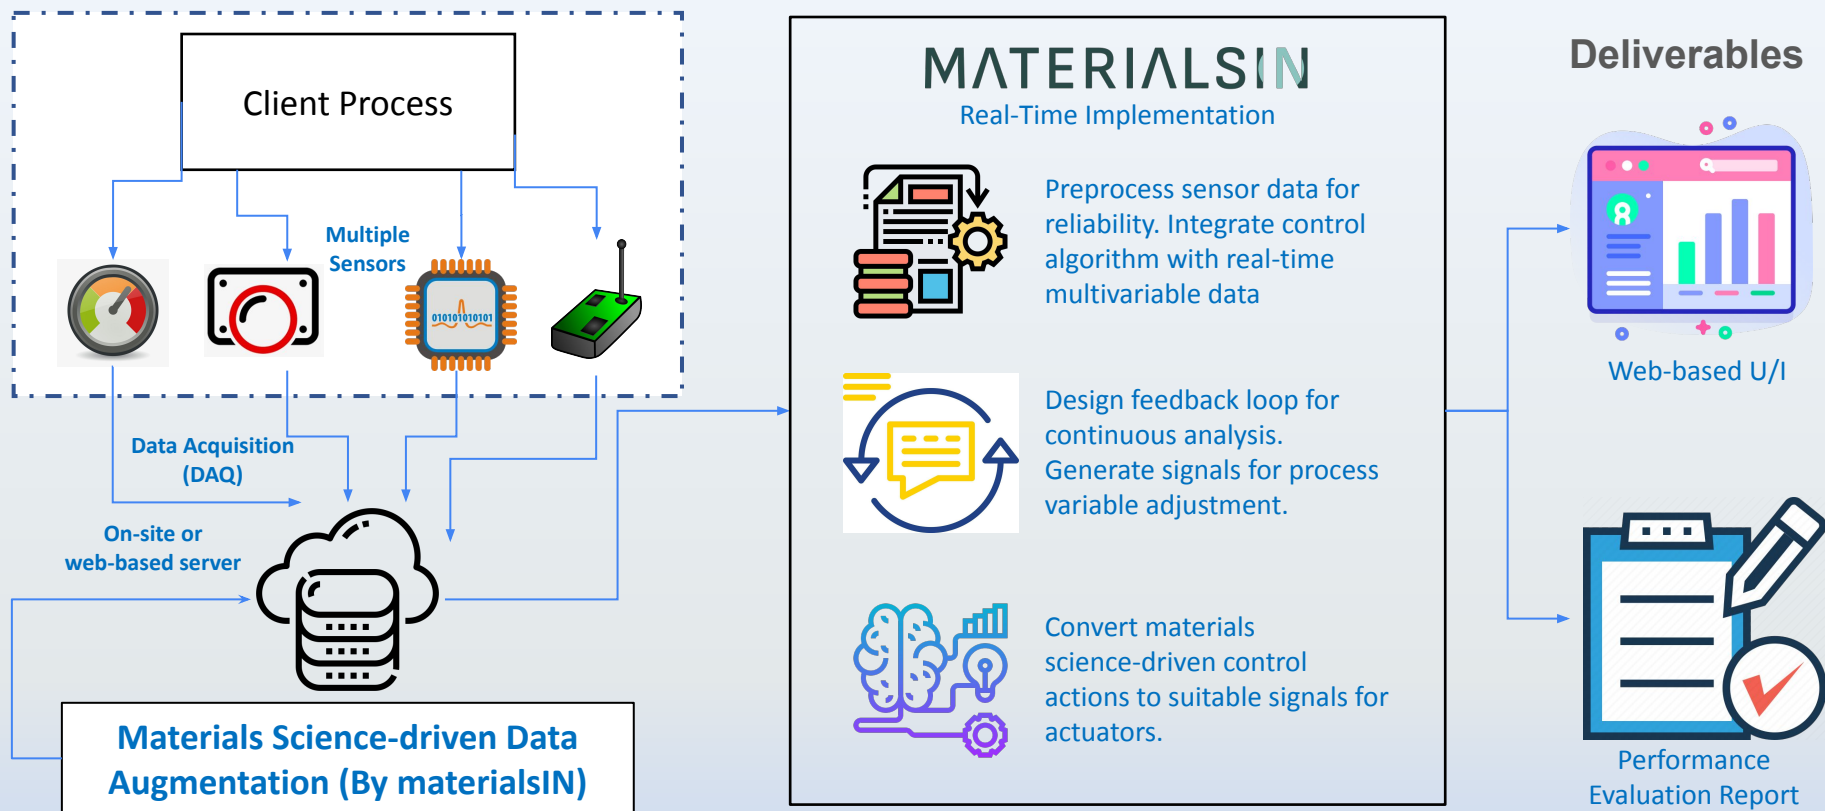 Client Process
Multiple
Sensors
010101010101
Data Acquisition
(DAQ)
On-site or
web-based server
Materials Science-driven Data
Augmentation (By materialsIN)
MATERIALSIN
Real-Time Implementation
Preprocess sensor data for
reliability. Integrate control
algorithm with real-time
multivariable data
Design feedback loop for
continuous analysis.
Generate signals for process
variable adjustment.
Convert materials
science-driven control
actions to suitable signals for
actuators.
Deliverables
Web-based U/I
Performance
Evaluation Report